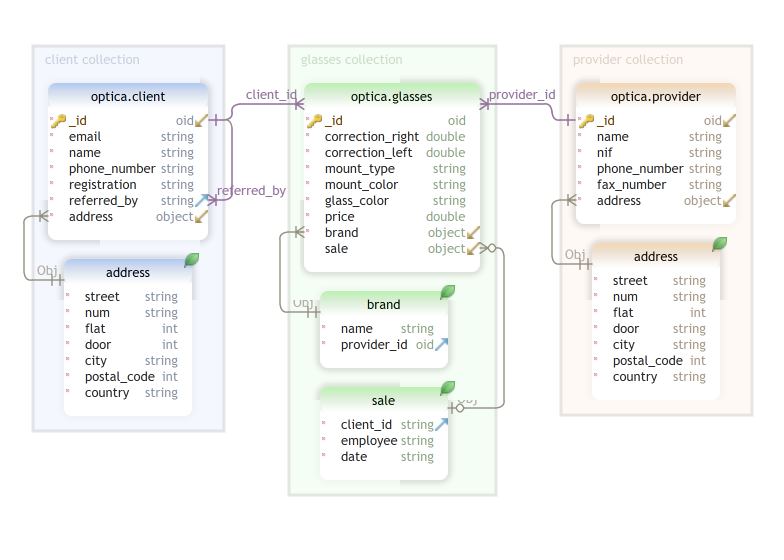 client collection
optica.client
_id oid
email string
name string
phone_number string
registration string
referred_by string
address object
Obj
address
street string
num string
flat int
door int
city string
postal_code int
country string
client_id
referred_by
glasses collection
optica.glasses
_id oid
correction_right double
correction_left double
mount_type string
mount_color string
glass_color string
price double
brand object
sale object
Obj
brand
name string
provider_id oid
sale
Obj
client_id string
employee string
date string
provider_id
provider collection
optica.provider
_id oid
name string
nif string
phone_number string
fax_number string
address object
Obj
address
street string
num string
flat int
door string
city string
postal_code int
country string